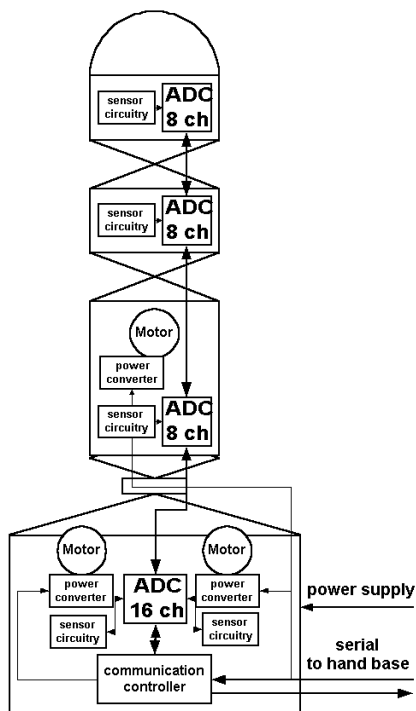 sensor
circuitry
ADC
8 ch
sensor
circuitry
ADC
8 ch
Motor
power
converter
sensor
circuitry
ADC
8 ch
Motor
Motor
power
converter
ADC
16 ch
power
converter
sensor
circuitry
sensor
circuitry
power supply
serial
to hand base
communication
controller